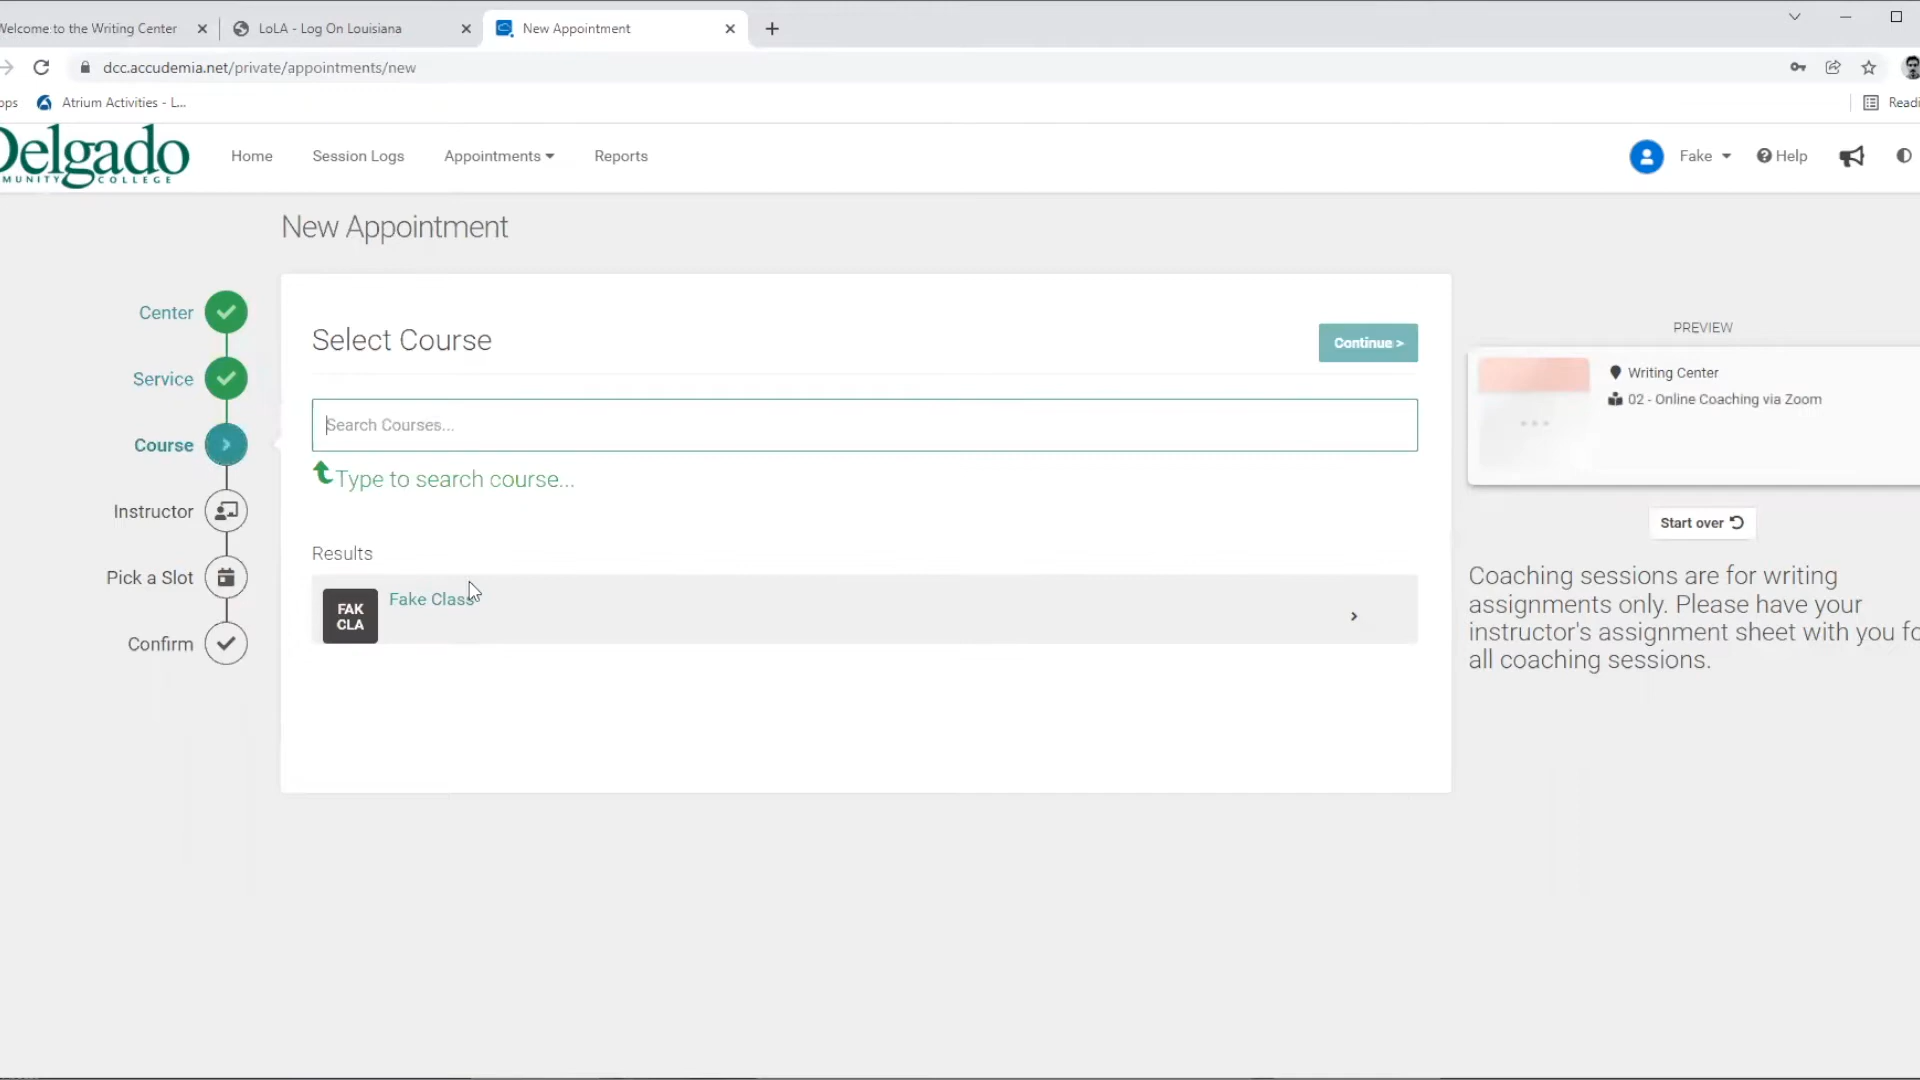 Welcome to the Writing Center
LoLA - Log On Louisiana
New Appointment
dcc.accudemia.net/private/appointments/new
Atrium Activities - L...
Delgado
COLLEGE
Home
Session Logs
Appointments
Reports
Fake
Help
New Appointment
Center
Service
Course
Instructor
Pick a Slot
Confirm
Select Course
Continue >
Search Courses...
Type to search course...
Results
FAK
CLA
Fake Class
PREVIEW
Writing Center
02 - Online Coaching via Zoom
Start over
Coaching sessions are for writing
assignments only. Please have your
instructor's assignment sheet with you
all coaching sessions.